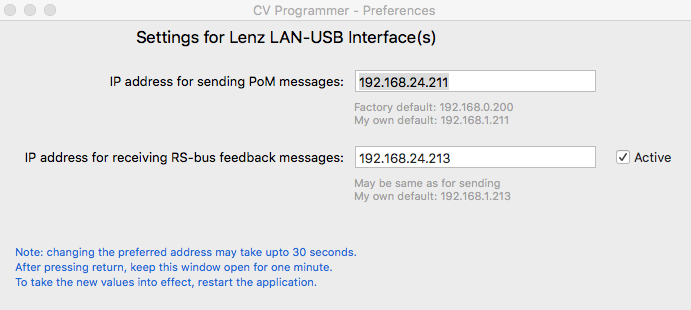 CV Programmer - Preferences
Settings for Lenz LAN-USB Interface(s)
IP address for sending PoM messages: 192.168.24.211
Factory default: 192.168.0.200
My own default: 192.168.1.211
IP address for receiving RS-bus feedback messages: 192.168.24.213 Active
May be same as for sending
My own default: 192.168.1.213
Note: changing the preferred address may take upto 30 seconds.
After pressing return, keep this window open for one minute.
To take the new values into effect, restart the application.